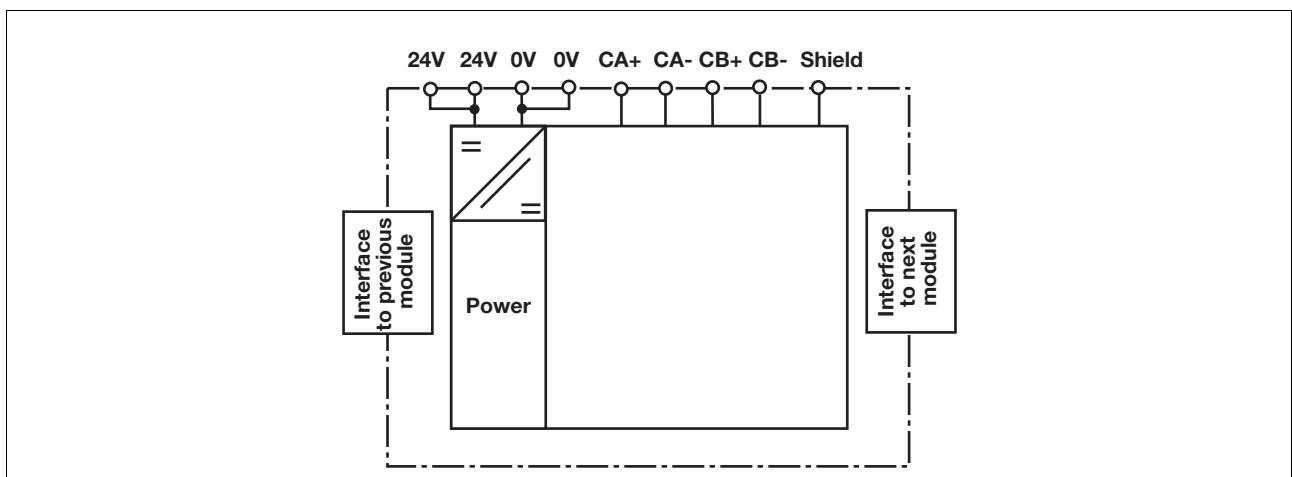 24V 24V 0V 0V CA+ CA- CB+ CB- Shield
Interface
to previous
module
Power
Interface
to next
module